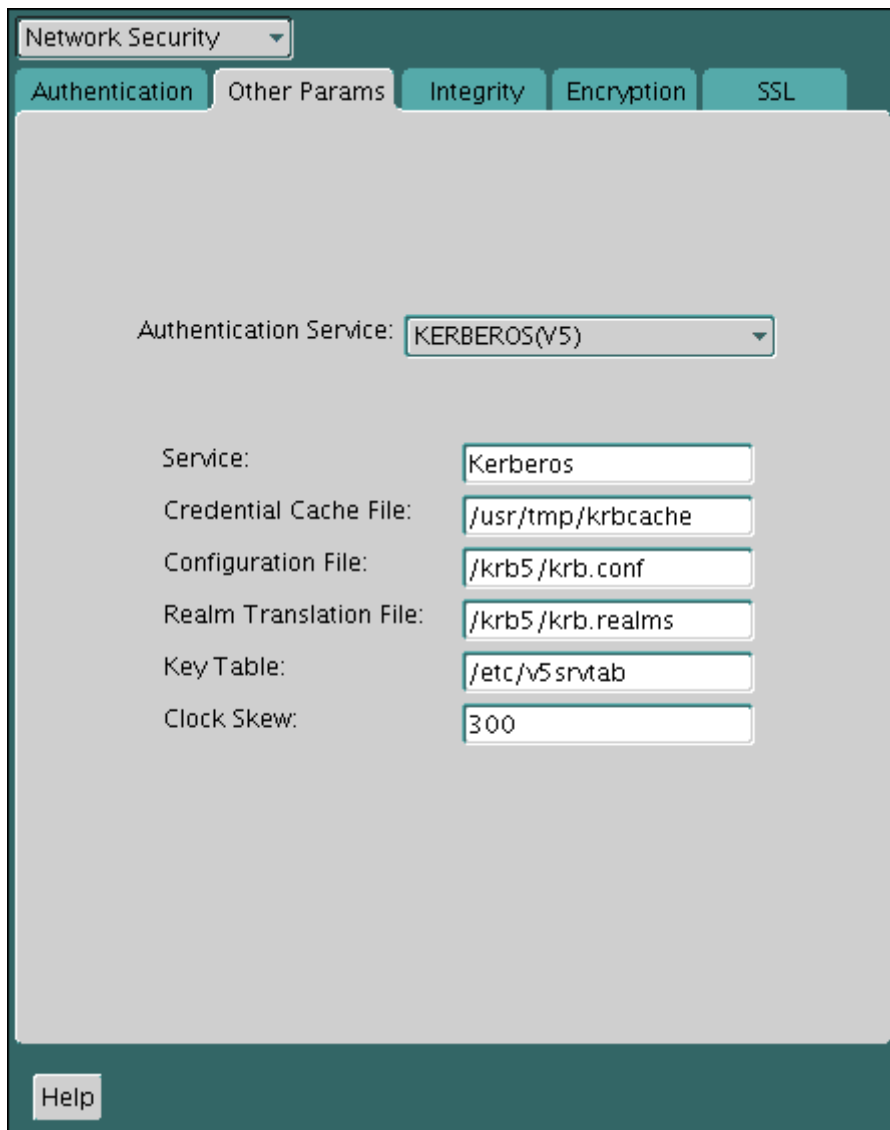 Network Security
Authentication Other Params Integrity Encryption SSL
Authentication Service: KERBEROS(V5)
Service: Kerberos
Credential Cache File: /usr/tmp/krbcache
Configuration File: /krb5/krb.conf
Realm Translation File: /krb5/krb.realms
Key Table: /etc/v5srvtab
Clock Skew: 300
Help